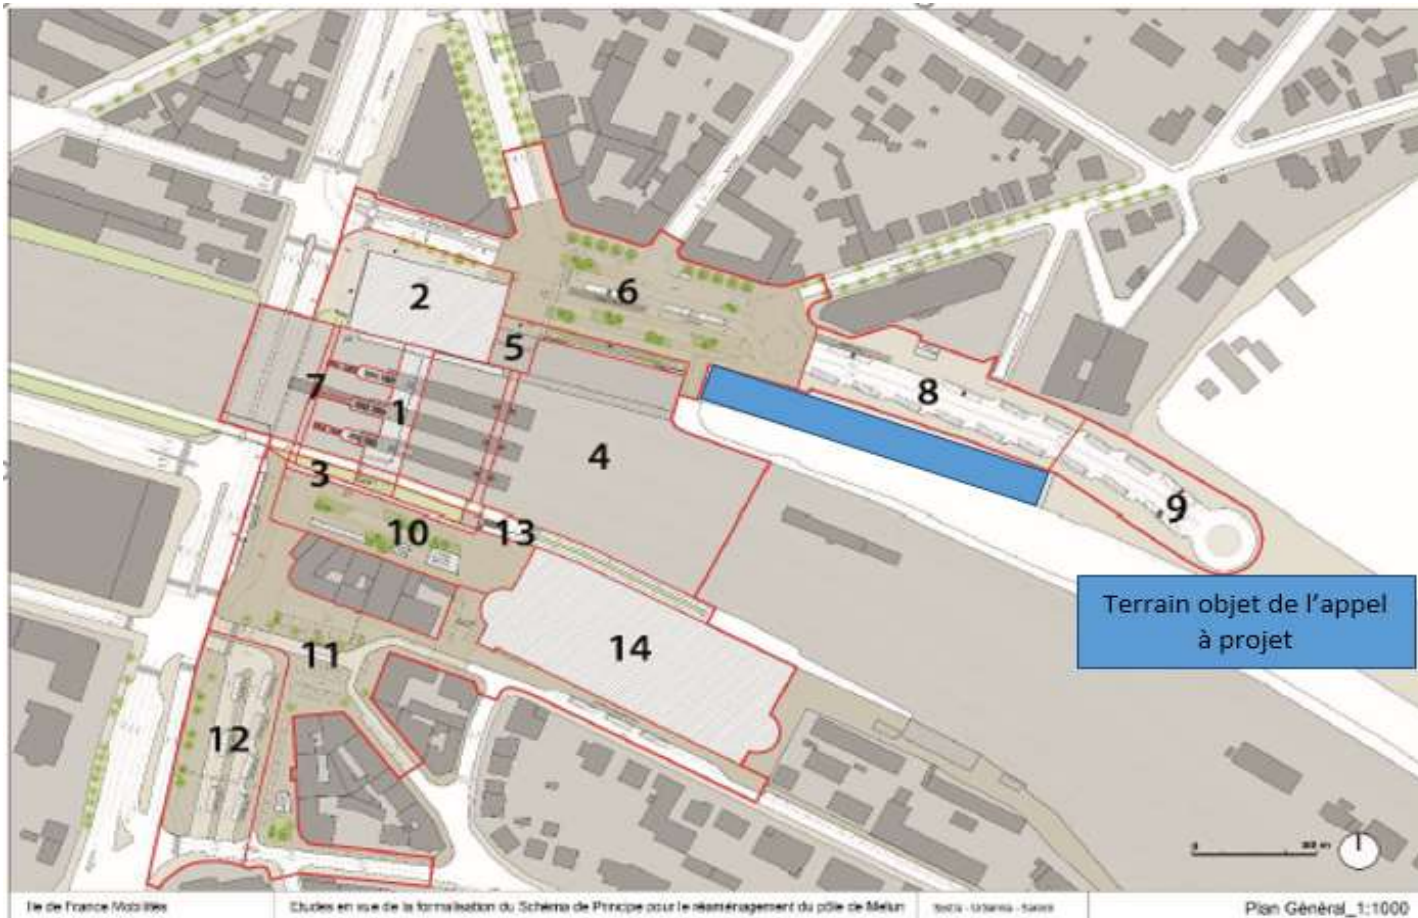 2
6
5
8
7
1
4
3
9
10
13
Terrain objet de l’appel
à projet
14
11
12
Ile de France Mobilités
Etudes en vue de la formalisation du Schéma de Principe pour le réaménagement du pôle de Melun
Plan Général_1:1000